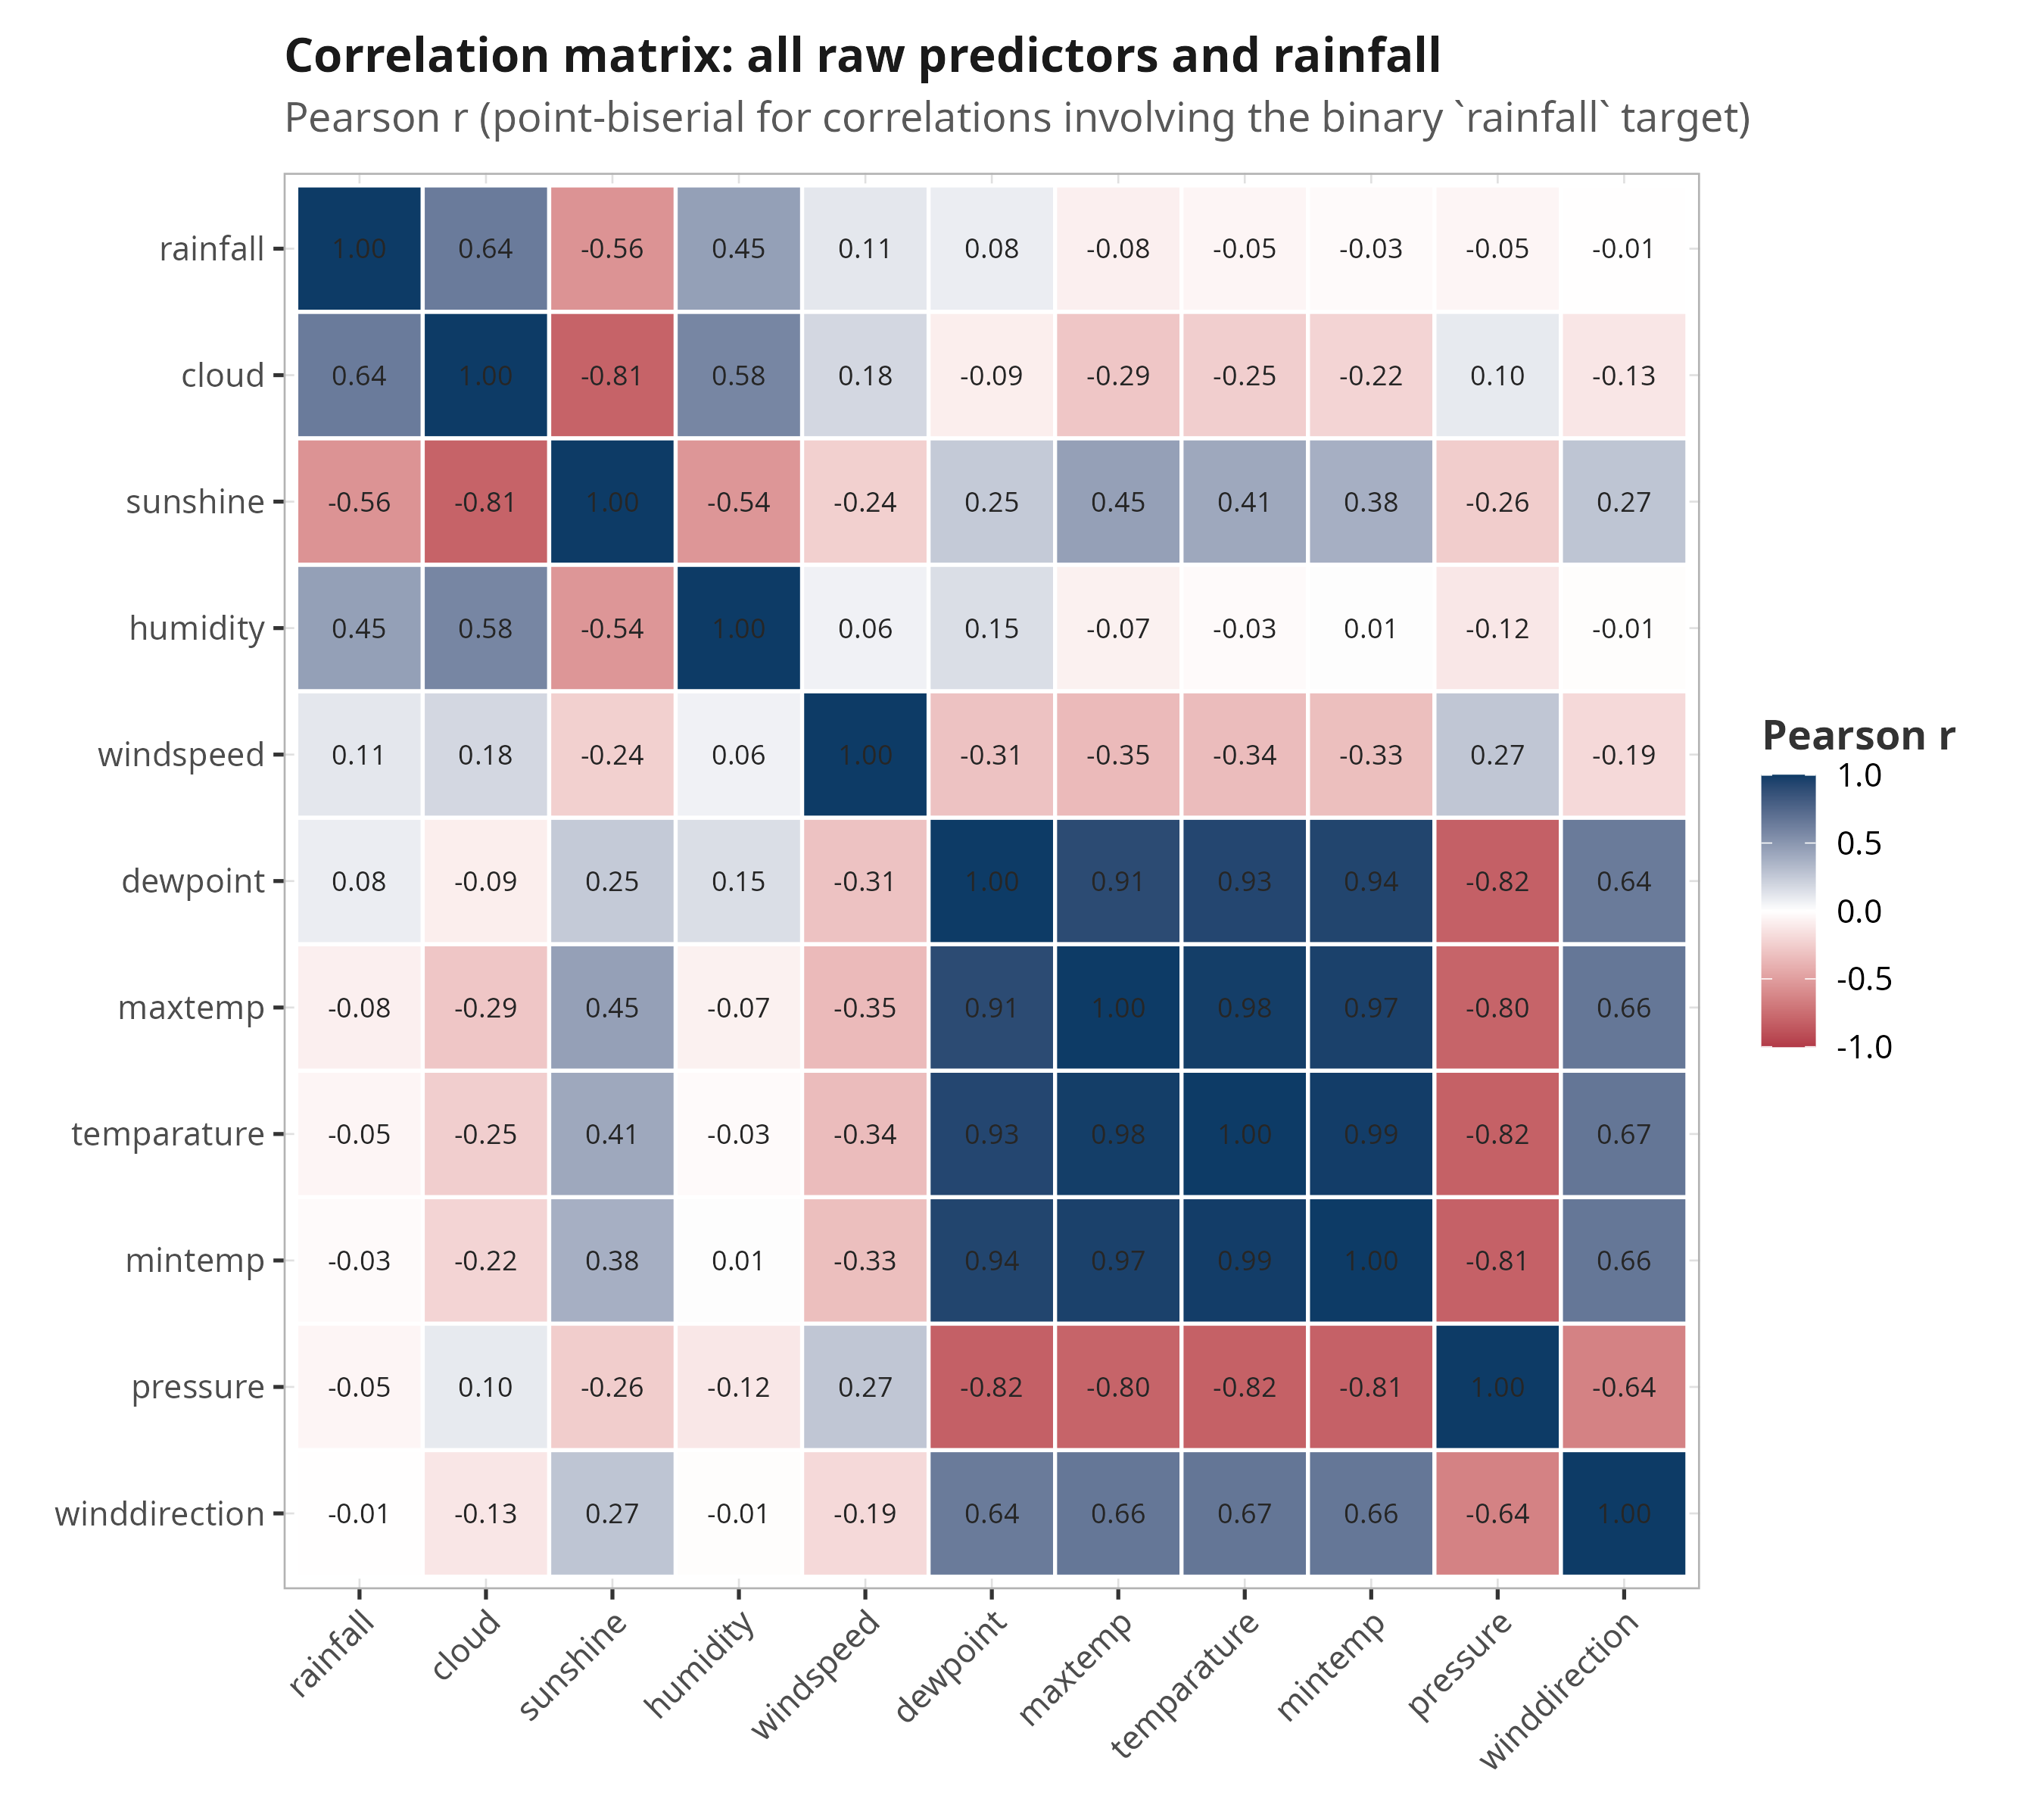 Correlation matrix: all raw predictors and rainfall
Pearson r (point-biserial for correlations involving the binary `rainfall` target)
rainfall 1.00 0.64 -0.56 0.45 0.11 0.08 -0.08 -0.05 -0.03 -0.05 -0.01
cloud 0.64 1.00 -0.81 0.58 0.18 -0.09 -0.29 -0.25 -0.22 0.10 -0.13
sunshine -0.56 -0.81 1.00 -0.54 -0.24 0.25 0.45 0.41 0.38 -0.26 0.27
humidity 0.45 0.58 -0.54 1.00 0.06 0.15 -0.07 -0.03 0.01 -0.12 -0.01
windspeed 0.11 0.18 -0.24 0.06 1.00 -0.31 -0.35 -0.34 -0.33 0.27 -0.19
dewpoint 0.08 -0.09 0.25 0.15 -0.31 1.00 0.91 0.93 0.94 -0.82 0.64
maxtemp -0.08 -0.29 0.45 -0.07 -0.35 0.91 1.00 0.98 0.97 -0.80 0.66
temparature -0.05 -0.25 0.41 -0.03 -0.34 0.93 0.98 1.00 0.99 -0.82 0.67
mintemp -0.03 -0.22 0.38 0.01 -0.33 0.94 0.97 0.99 1.00 -0.81 0.66
pressure -0.05 0.10 -0.26 -0.12 0.27 -0.82 -0.80 -0.82 -0.81 1.00 -0.64
winddirection -0.01 -0.13 0.27 -0.01 -0.19 0.64 0.66 0.67 0.66 -0.64 1.00
rainfall cloud sunshine humidity windspeed dewpoint maxtemp temparature mintemp pressure winddirection
Pearson r
1.0
0.5
0.0
-0.5
-1.0